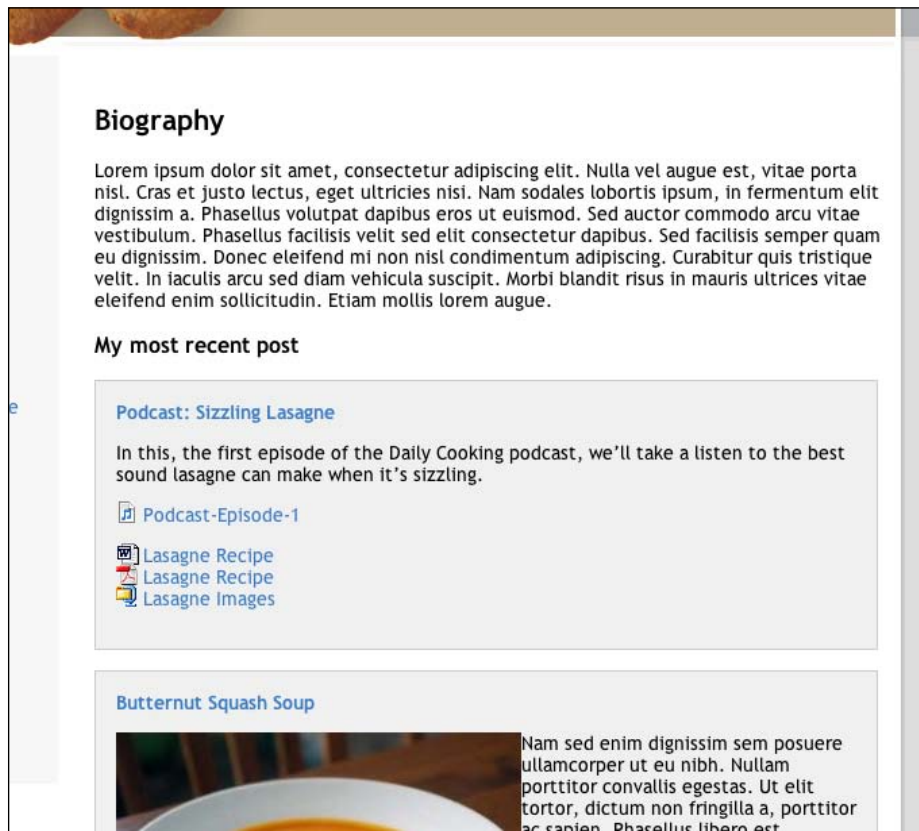 Biography
Lorem ipsum dolor sit amet, consectetur adipiscing elit. Nulla vel augue est, vitae porta
nisl. Cras et justo lectus, eget ultricies nisi. Nam sodales lobortis ipsum, in fermentum elit
dignissim a. Phasellus volutpat dapibus eros ut euismod. Sed auctor commodo arcu vitae
vestibulum. Phasellus facilisis velit sed elit consectetur dapibus. Sed facilisis semper quam
eu dignissim. Donec eleifend mi non nisl condimentum adipiscing. Curabitur quis tristique
velit. In iaculis arcu sed diam vehicula suscipit. Morbi blandit risus in mauris ultrices vitae
eleifend enim sollicitudin. Etiam mollis lorem augue.
My most recent post
e
Podcast: Sizzling Lasagne
In this, the first episode of the Daily Cooking podcast, we’ll take a listen to the best
sound lasagne can make when it’s sizzling.
Podcast-Episode-1
Lasagne Recipe
Lasagne Recipe
Lasagne Images
Butternut Squash Soup
Nam sed enim dignissim sem posuere
ullamcorper ut eu nibh. Nullam
porttitor convallis egestas. Ut elit
tortor, dictum non fringilla a, porttitor
ac sapien. Phasellus libero est